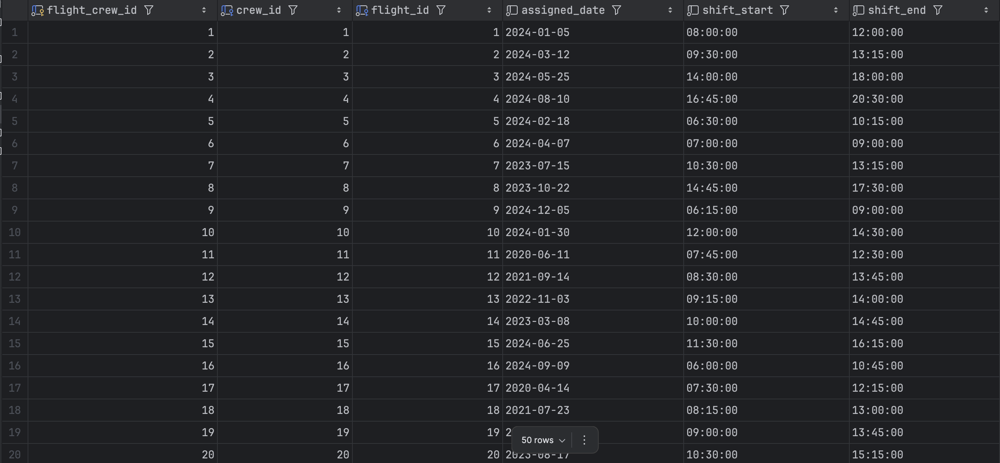 flight_crew_id crew_id flight_id assigned_date shift_start shift_end
1 1 1 1 2024-01-05 08:00:00 12:00:00
2 2 2 2 2024-03-12 09:30:00 13:15:00
3 3 3 3 2024-05-25 14:00:00 18:00:00
4 4 4 4 2024-08-10 16:45:00 20:30:00
5 5 5 5 2024-02-18 06:30:00 10:15:00
6 6 6 6 2024-04-07 07:00:00 09:00:00
7 7 7 7 2023-07-15 10:30:00 13:15:00
8 8 8 8 2023-10-22 14:45:00 17:30:00
9 9 9 9 2024-12-05 06:15:00 09:00:00
10 10 10 10 2024-01-30 12:00:00 14:30:00
11 11 11 11 2020-06-11 07:45:00 12:30:00
12 12 12 12 2021-09-14 08:30:00 13:45:00
13 13 13 13 2022-11-03 09:15:00 14:00:00
14 14 14 14 2023-03-08 10:00:00 14:45:00
15 15 15 15 2024-06-25 11:30:00 16:15:00
16 16 16 16 2024-09-09 06:00:00 10:45:00
17 17 17 17 2020-04-14 07:30:00 12:15:00
18 18 18 18 2021-07-23 08:15:00 13:00:00
19 19 19 19 09:00:00 13:45:00
50 rows
20 20 20 20 10:30:00 15:15:00